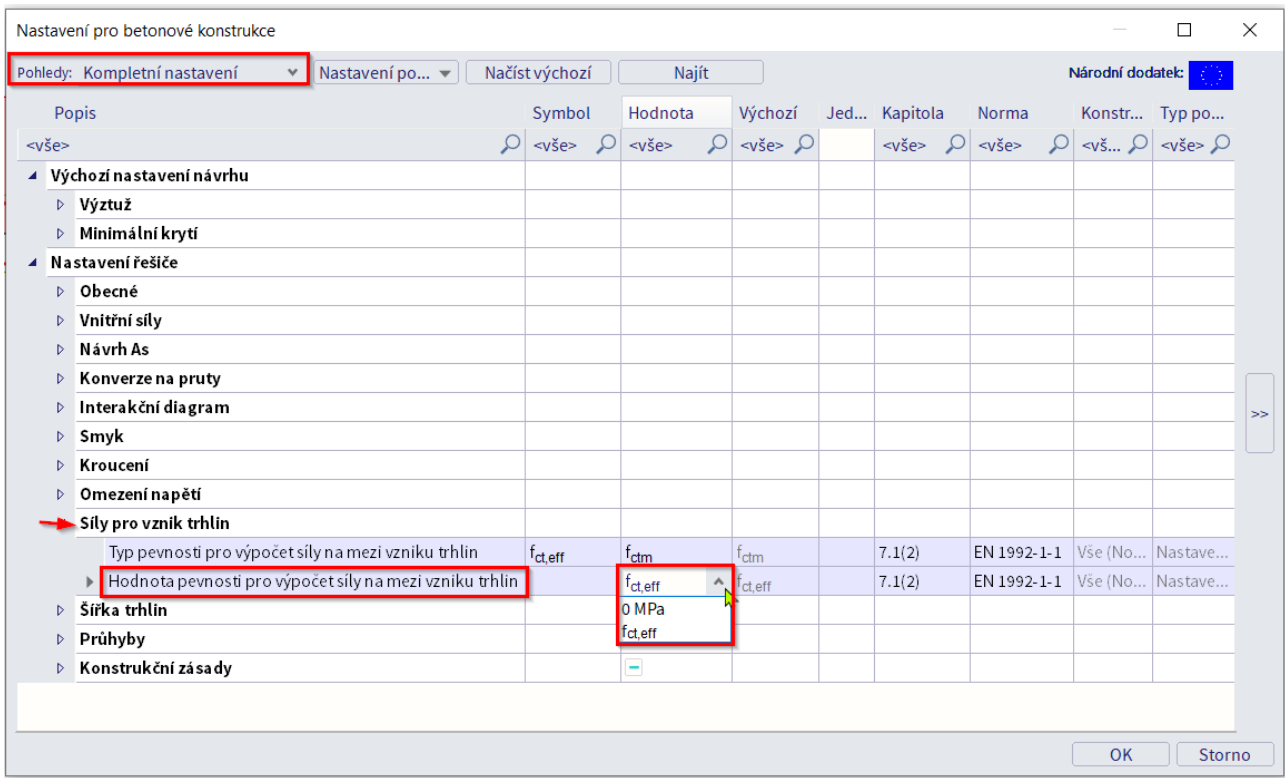 Nastavení pro betonové konstrukce
Pohledy: Kompletní nastavení Nastavení po... Načíst výchozí Najít Národní dodatek:
Popis Symbol Hodnota Výchozí Jed... Kapitola Norma Konstr... Typ po...
<vše> <vše> <vše> <vše> <vše> <vše> <vš... <vše>
Výchozí nastavení návrhu
Výztuž
Minimální krytí
Nastavení řešiče
Obecné
Vnitřní síly
Návrh As
Konverze na pruty
Interakční diagram
>>
Smyk
Kroucení
Omezení napětí
Síly pro vznik trhlin
Typ pevnosti pro výpočet síly na mezi vzniku trhlin fct,eff fctm fctm 7.1(2) EN 1992-1-1 Vše (No... Nastave...
Hodnota pevnosti pro výpočet síly na mezi vzniku trhlin fct,eff fct,eff 7.1(2) EN 1992-1-1 Vše (No... Nastave...
Šířka trhlin 0 MPa
Průhyby fct,eff
Konstrukční zásady
OK Storno